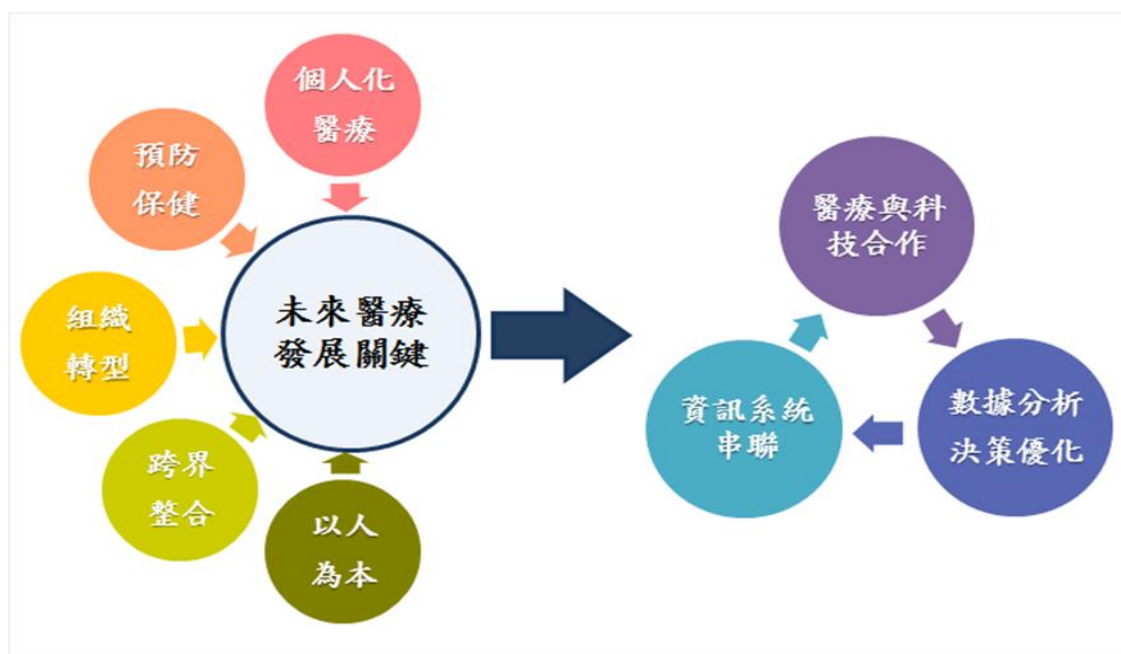 個人化
醫療
預防
保健
組織
轉型
跨界
整合
以人
為本
未來醫療
發展關鍵
醫療與科
技合作
數據分析
決策優化
資訊系統
串聯